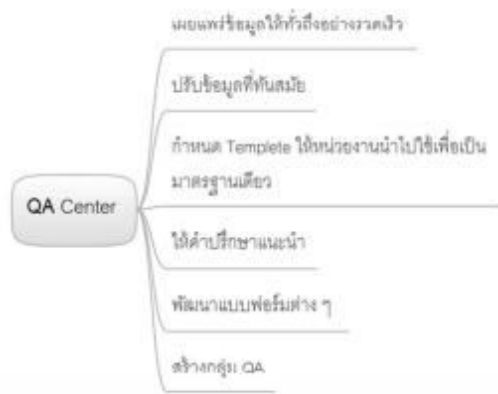 เผยแพร่ข้อมูลให้ทั่วถึงอย่างรวดเร็ว
ปรับข้อมูลที่ทันสมัย
กำหนด Templete ให้หน่วยงานนำไปใช้เพื่อเป็น
มาตรฐานเดียว
QA Center
ให้คำปรึกษาแนะนำ
พัฒนาแบบฟอร์มต่าง ๆ
สร้างกลุ่ม QA